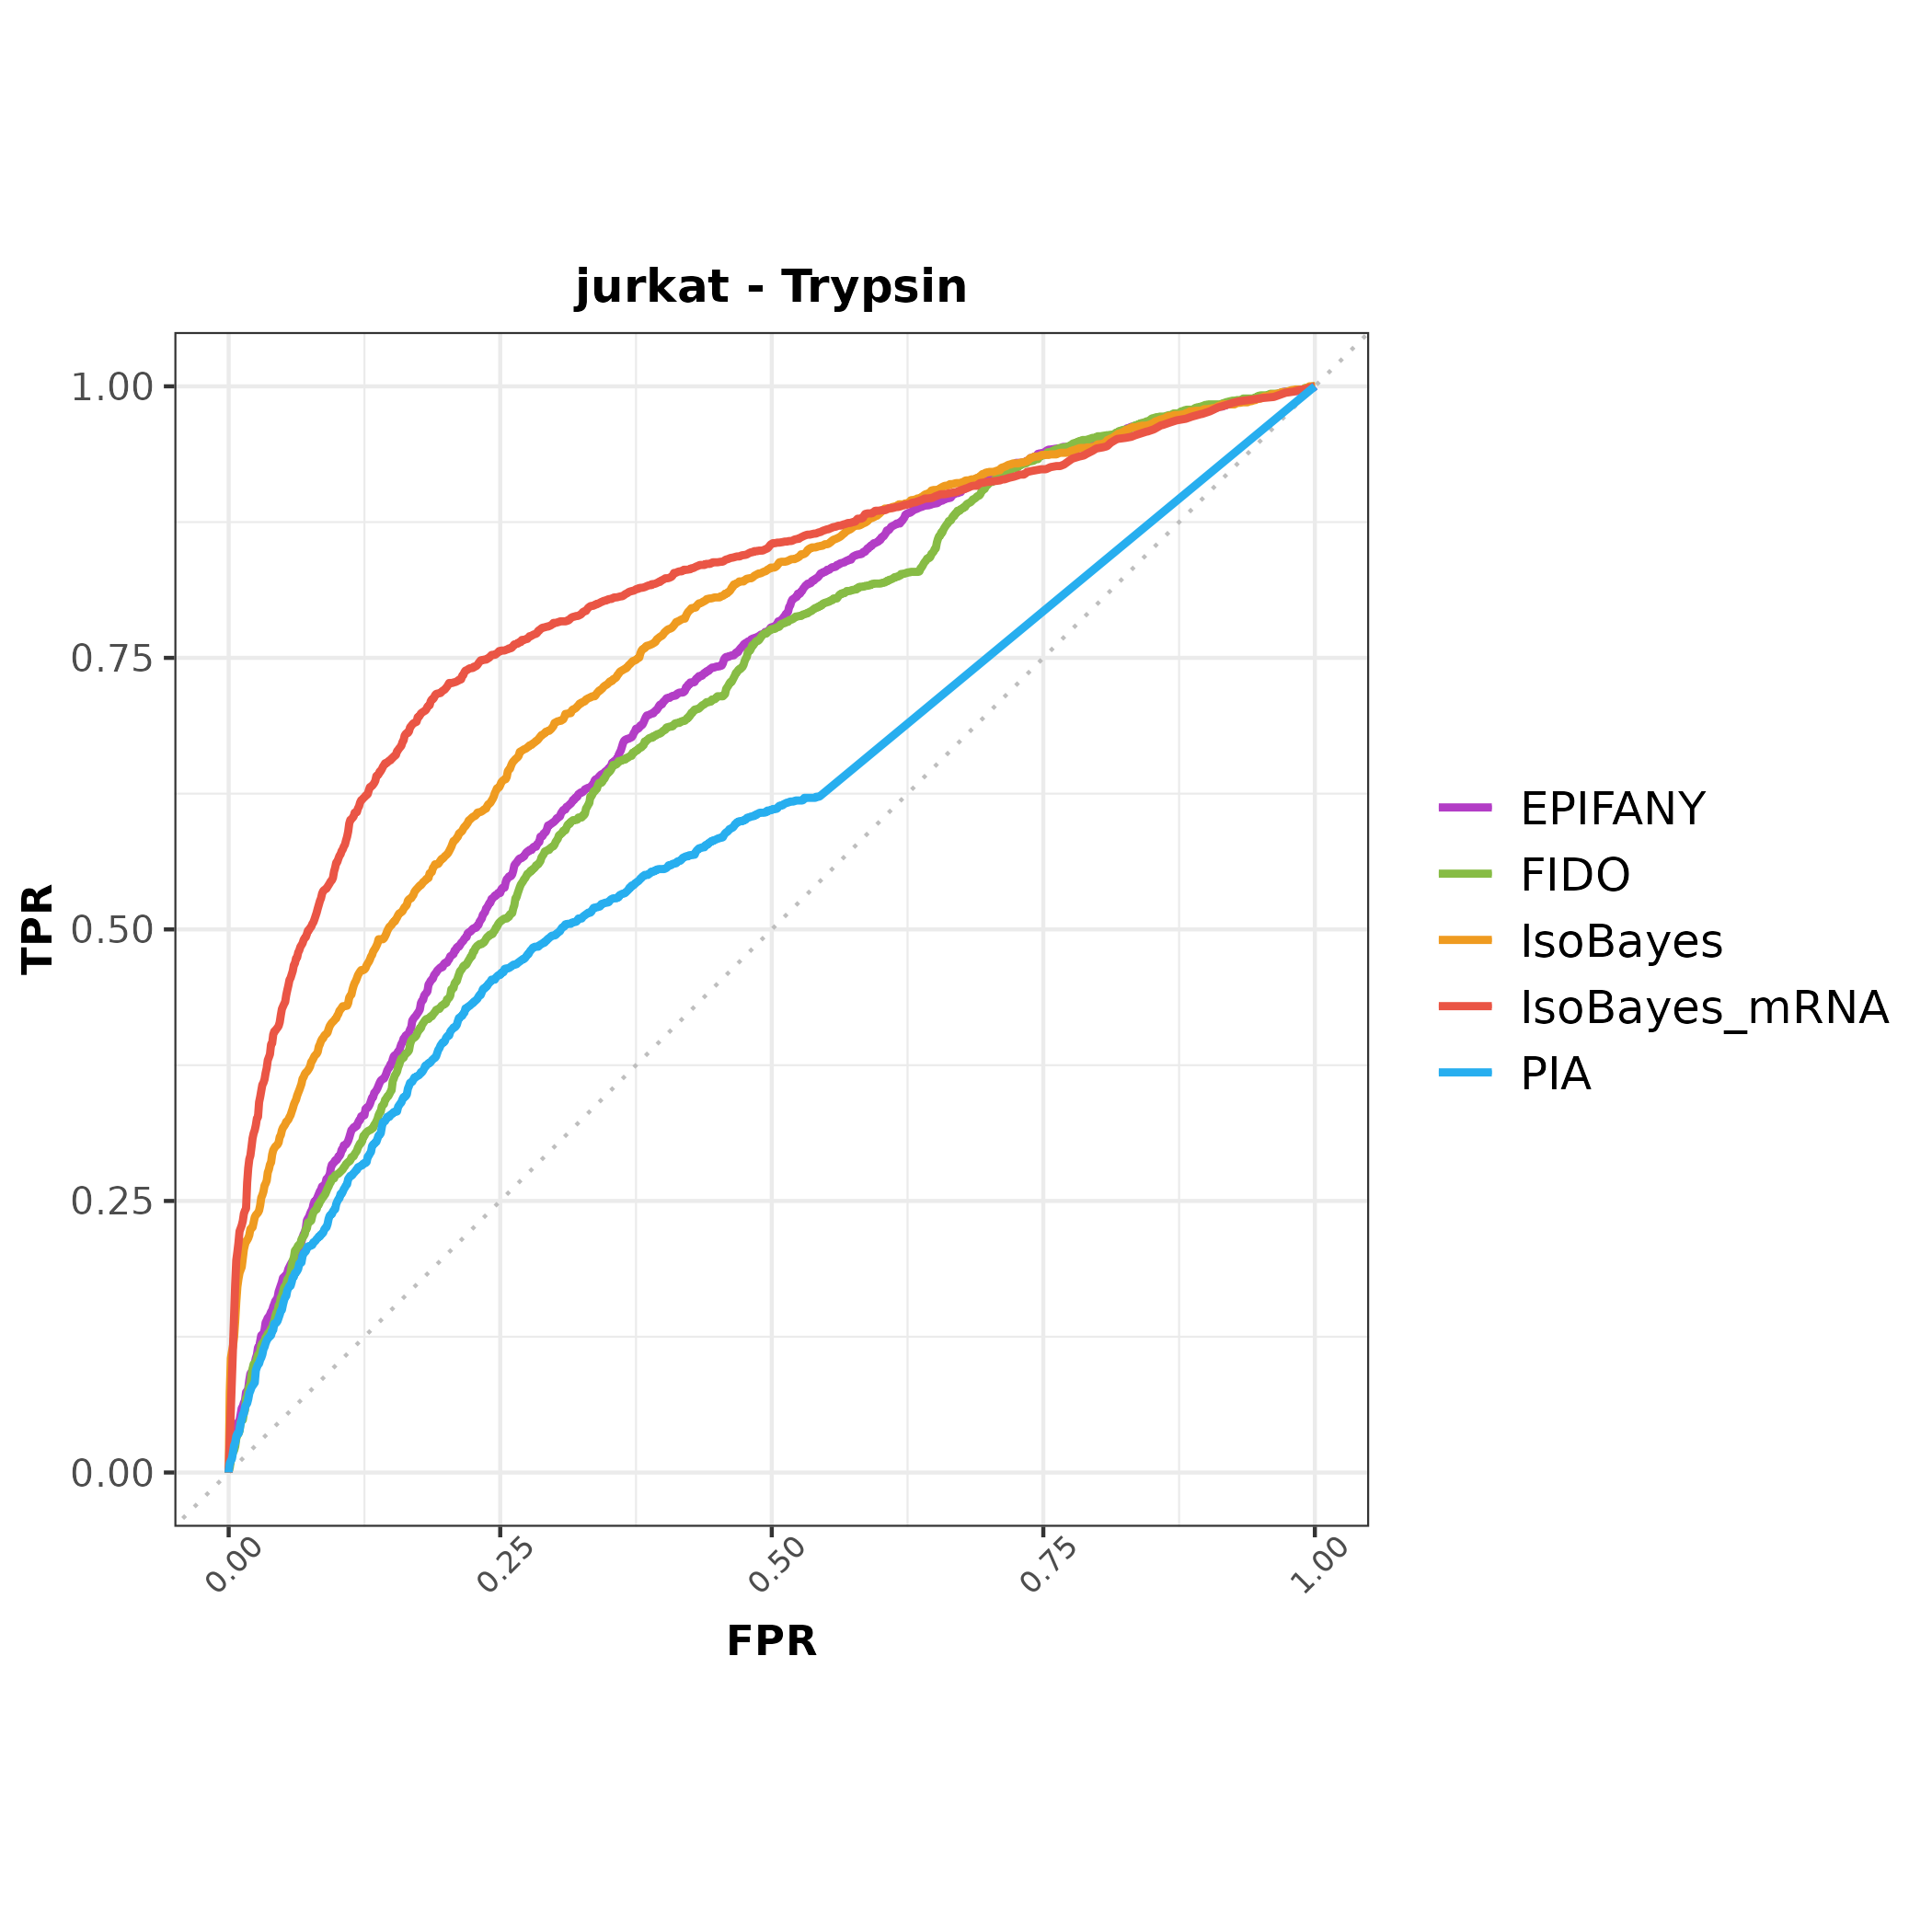 jurkat - Trypsin
TPR
1.00
0.75
0.50
0.25
0.00
0.00
0.25
0.50
0.75
1.00
FPR
EPIFANY
FIDO
IsoBayes
IsoBayes_mRNA
PIA